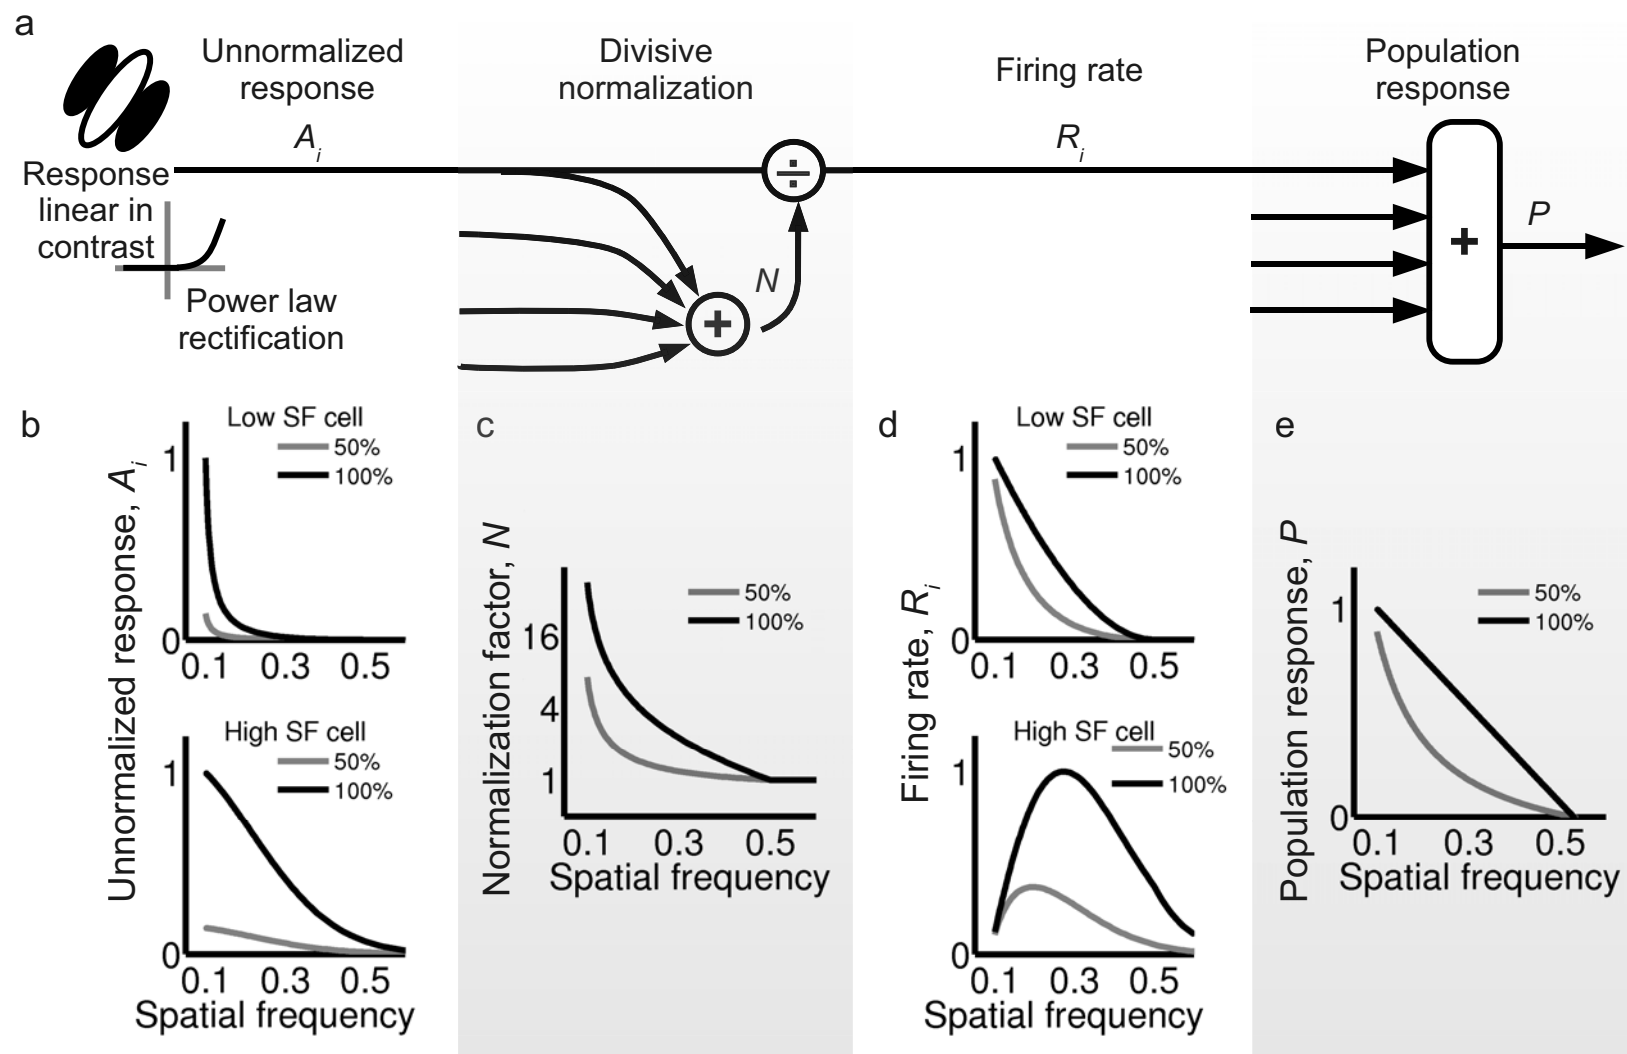 a
Unnormalized
response
Divisive
normalization
Firing rate
Population
response
A_i
R_i
Response
linear in
contrast
Power law
rectification
÷
N
+
+
P
b
Unnormalized response, A_i
Low SF cell
50%
100%
1
0
0.1 0.3 0.5
High SF cell
50%
100%
1
0
0.1 0.3 0.5
Spatial frequency
c
Normalization factor, N
50%
100%
16
4
1
0.1 0.3 0.5
Spatial frequency
d
Firing rate, R_i
Low SF cell
50%
100%
1
0
0.1 0.3 0.5
High SF cell
50%
100%
1
0
0.1 0.3 0.5
Spatial frequency
e
Population response, P
50%
100%
1
0
0.1 0.3 0.5
Spatial frequency